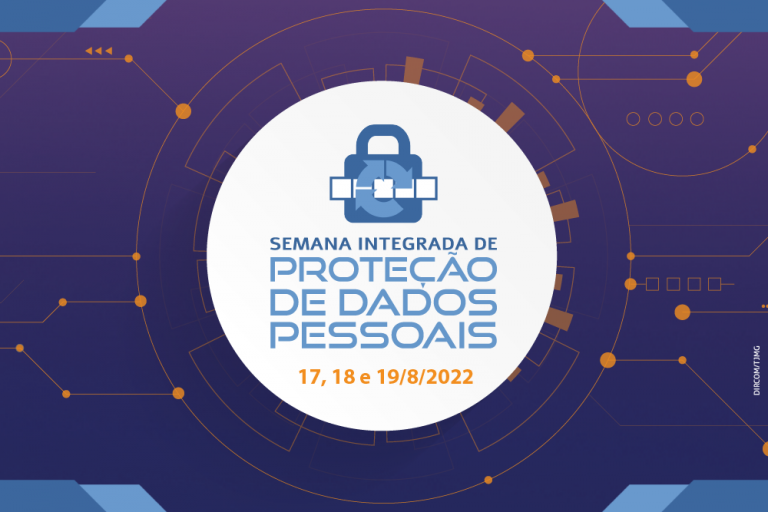 SEMANA INTEGRADA DE
PROTEÇÃO
DE DADOS
PESSOAIS
17, 18 e 19/8/2022
DIRCOM/TJMG